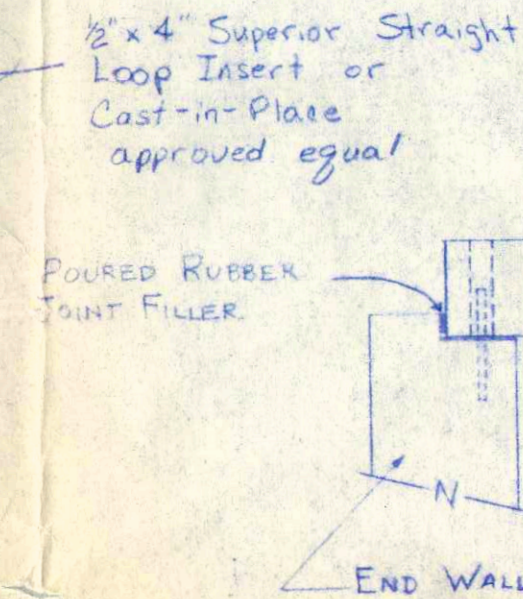 ½" x 4" Superior Straight
Loop Insert or
Cast-in-Place
approved equal
POURED RUBBER
JOINT FILLER
N
END WALL